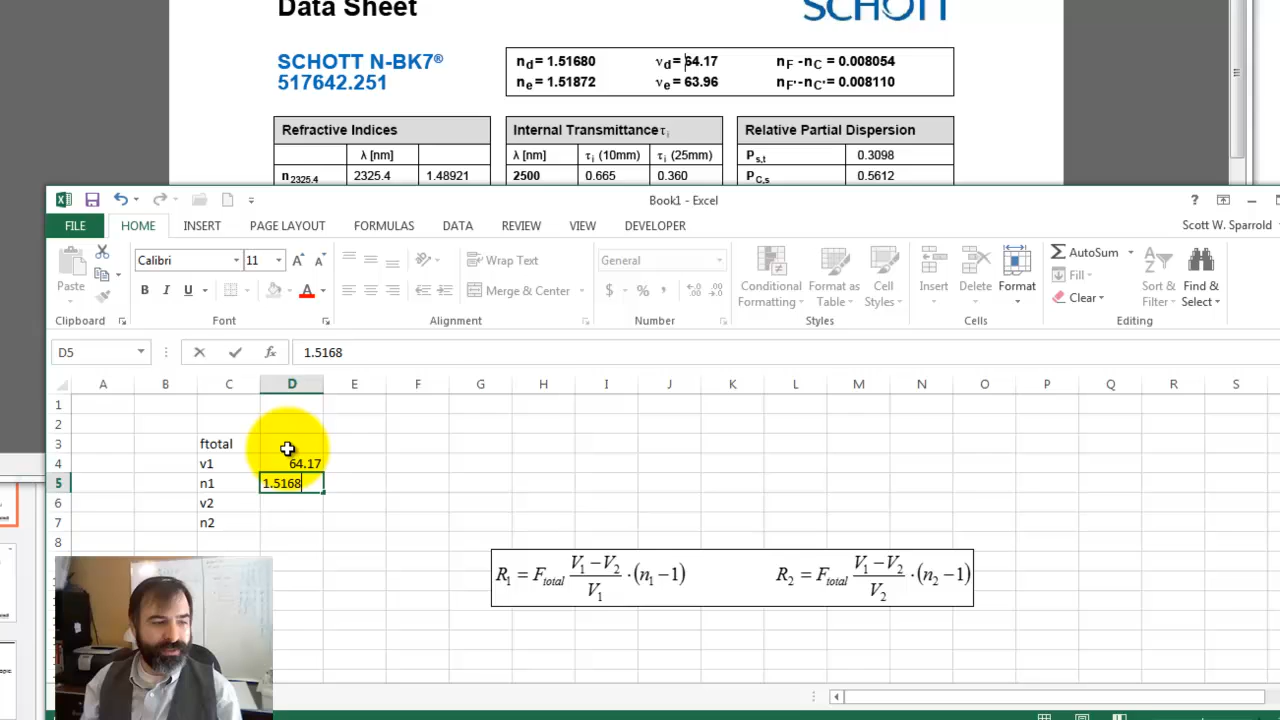 Data Sheet
SCHOTT
SCHOTT N-BK7®
517642.251
nd = 1.51680 νd = 64.17 nF -nC = 0.008054
ne = 1.51872 νe = 63.96 nF'-nC' = 0.008110
Refractive Indices
λ [nm]
n2325.4 2325.4 1.48921
Internal Transmittance τi
λ [nm] τi (10mm) τi (25mm)
2500 0.665 0.360
Relative Partial Dispersion
Ps,t 0.3098
PC,s 0.5612
Book1 - Excel
?
FILE HOME INSERT PAGE LAYOUT FORMULAS DATA REVIEW VIEW DEVELOPER Scott W. Sparrold
Paste
Clipboard
Calibri 11
B I U
Font
Wrap Text
Merge & Center
Alignment
General
$ % ,
Number
Conditional Formatting
Format as Table
Cell Styles
Styles
Insert Delete Format
Cells
AutoSum
Fill
Clear
Sort & Filter
Find & Select
Editing
D5 fx 1.5168
A B C D E F G H I J K L M N O P Q R S
1
2
3 ftotal
4 v1 64.17
5 n1 1.5168
6 v2
7 n2
8
R1 = Ftotal (V1 – V2)/V1 · (n1 – 1) R2 = Ftotal (V1 – V2)/V2 · (n2 – 1)